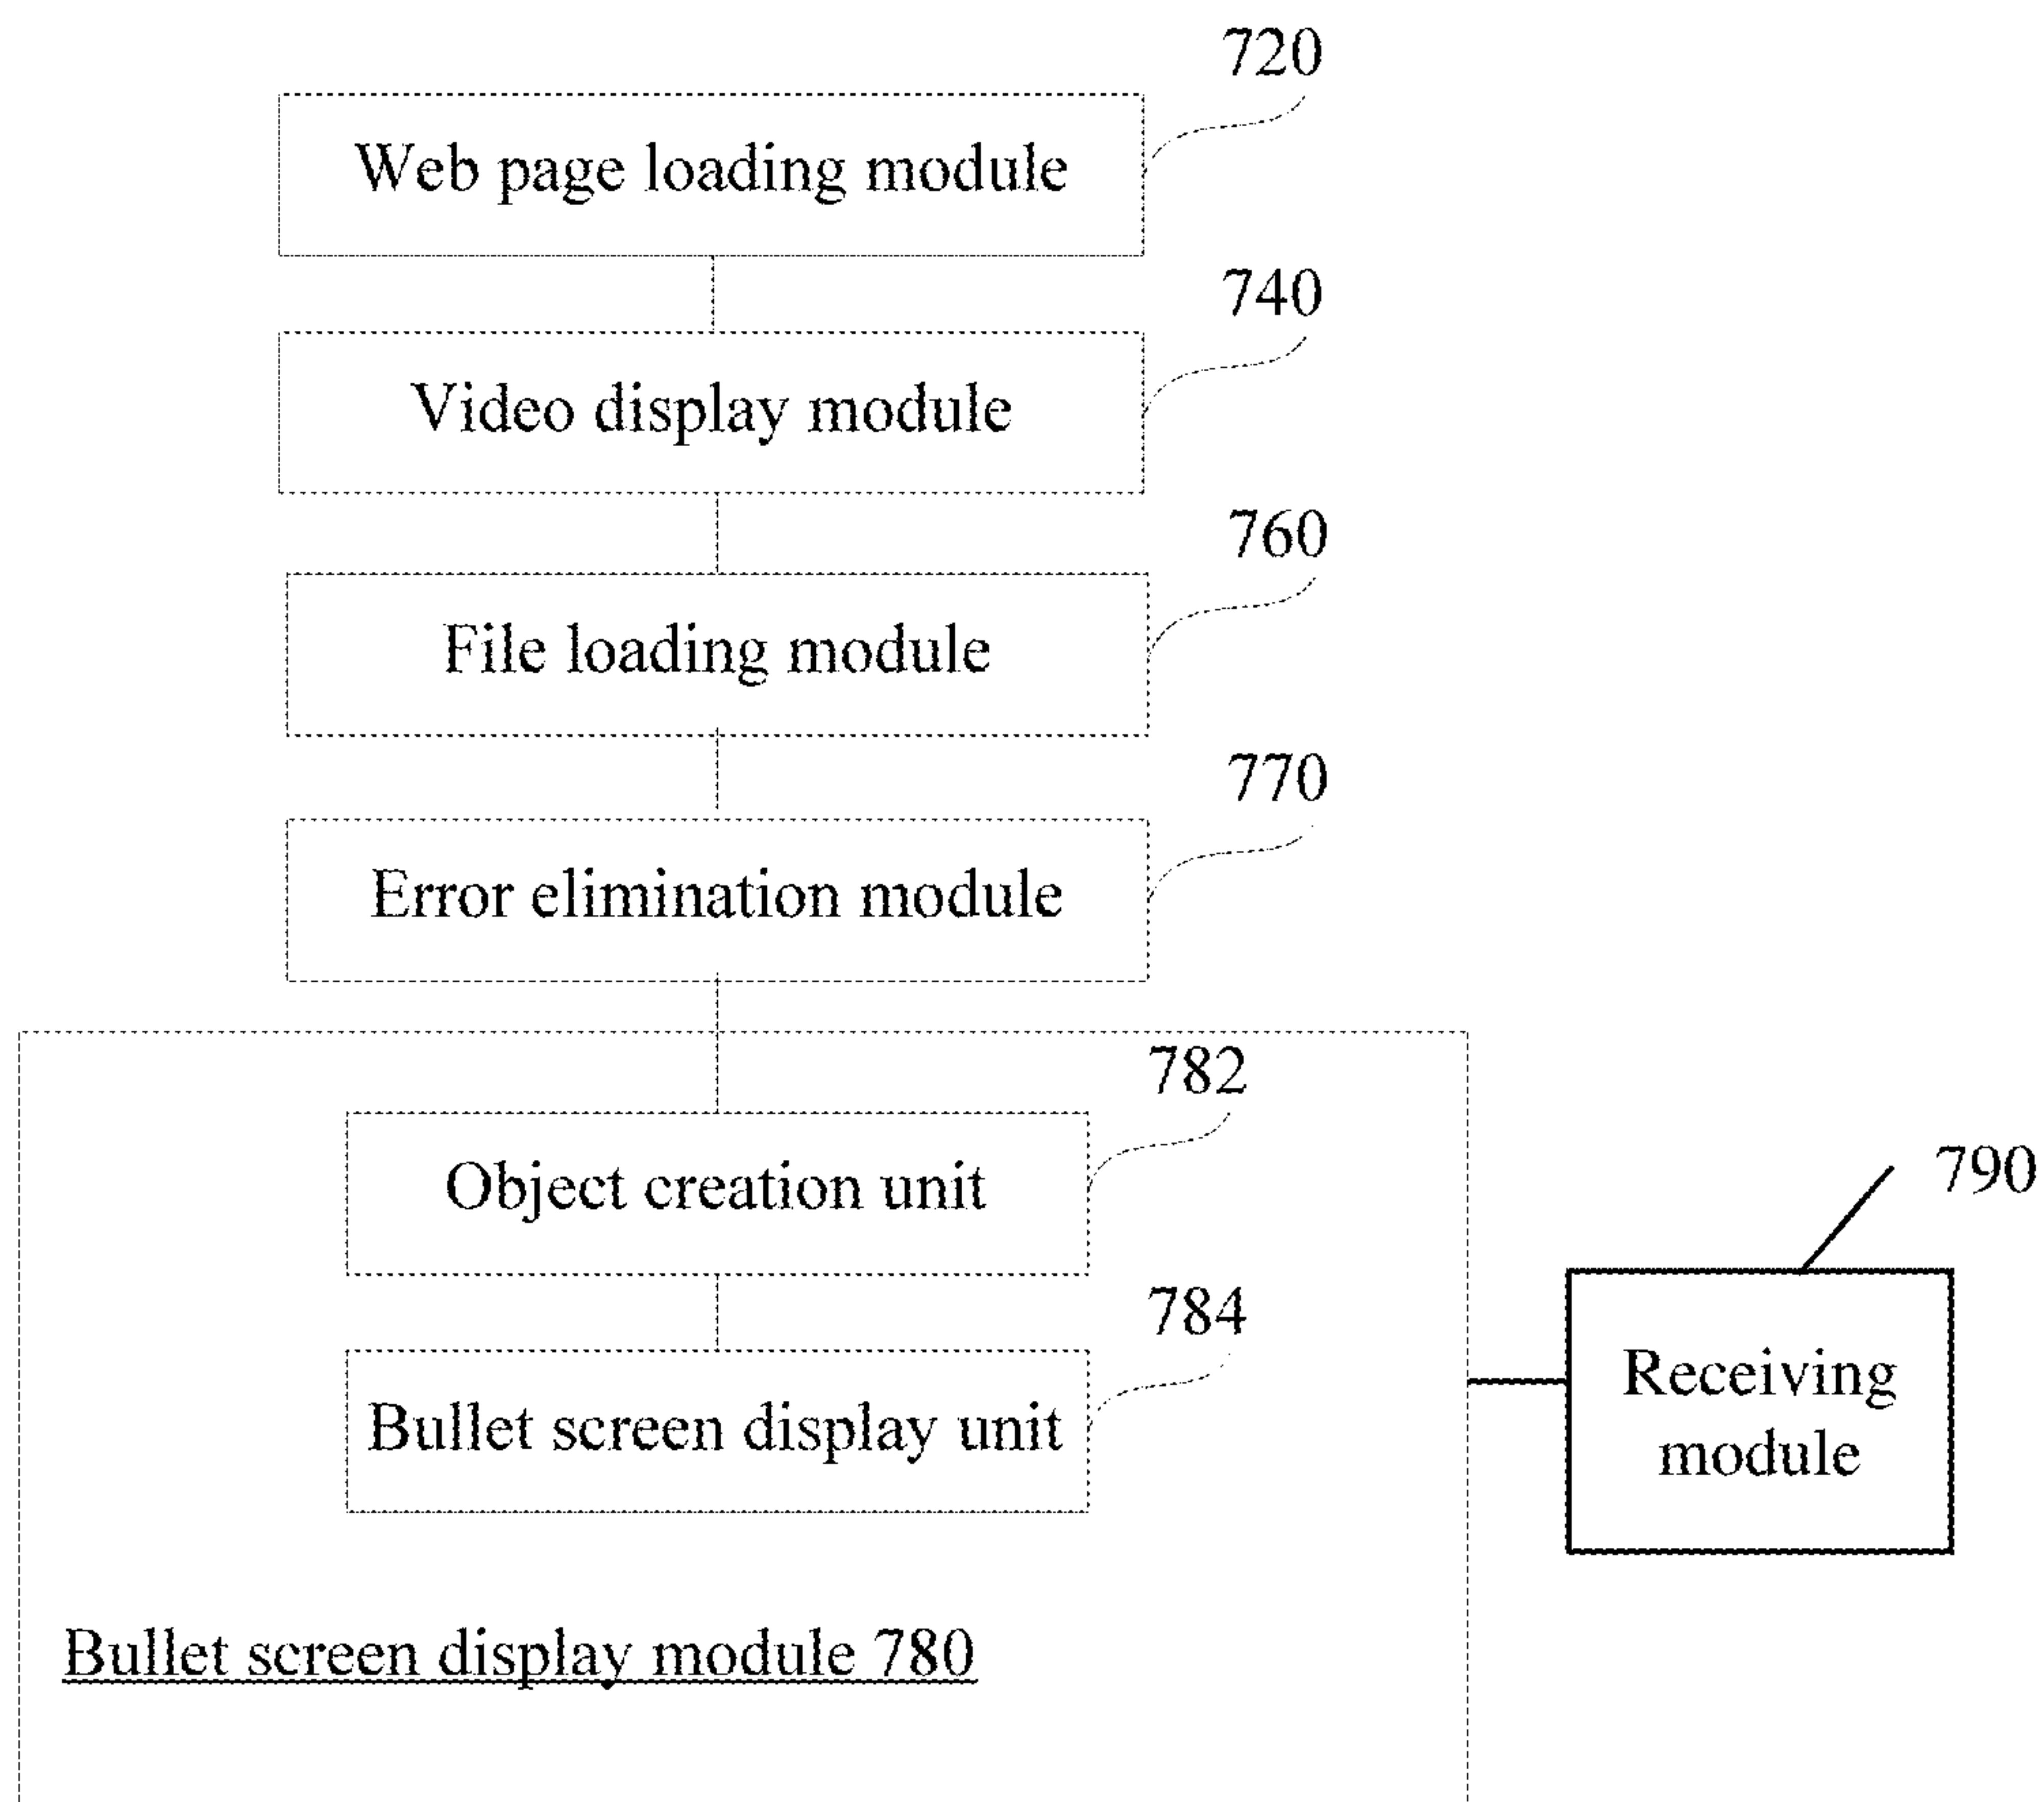 720
Web page loading module
740
Video display module
760
File loading module
770
Error elimination module
782
Object creation unit
790
784
Receiving
module
Bullet screen display unit
Bullet screen display module 780